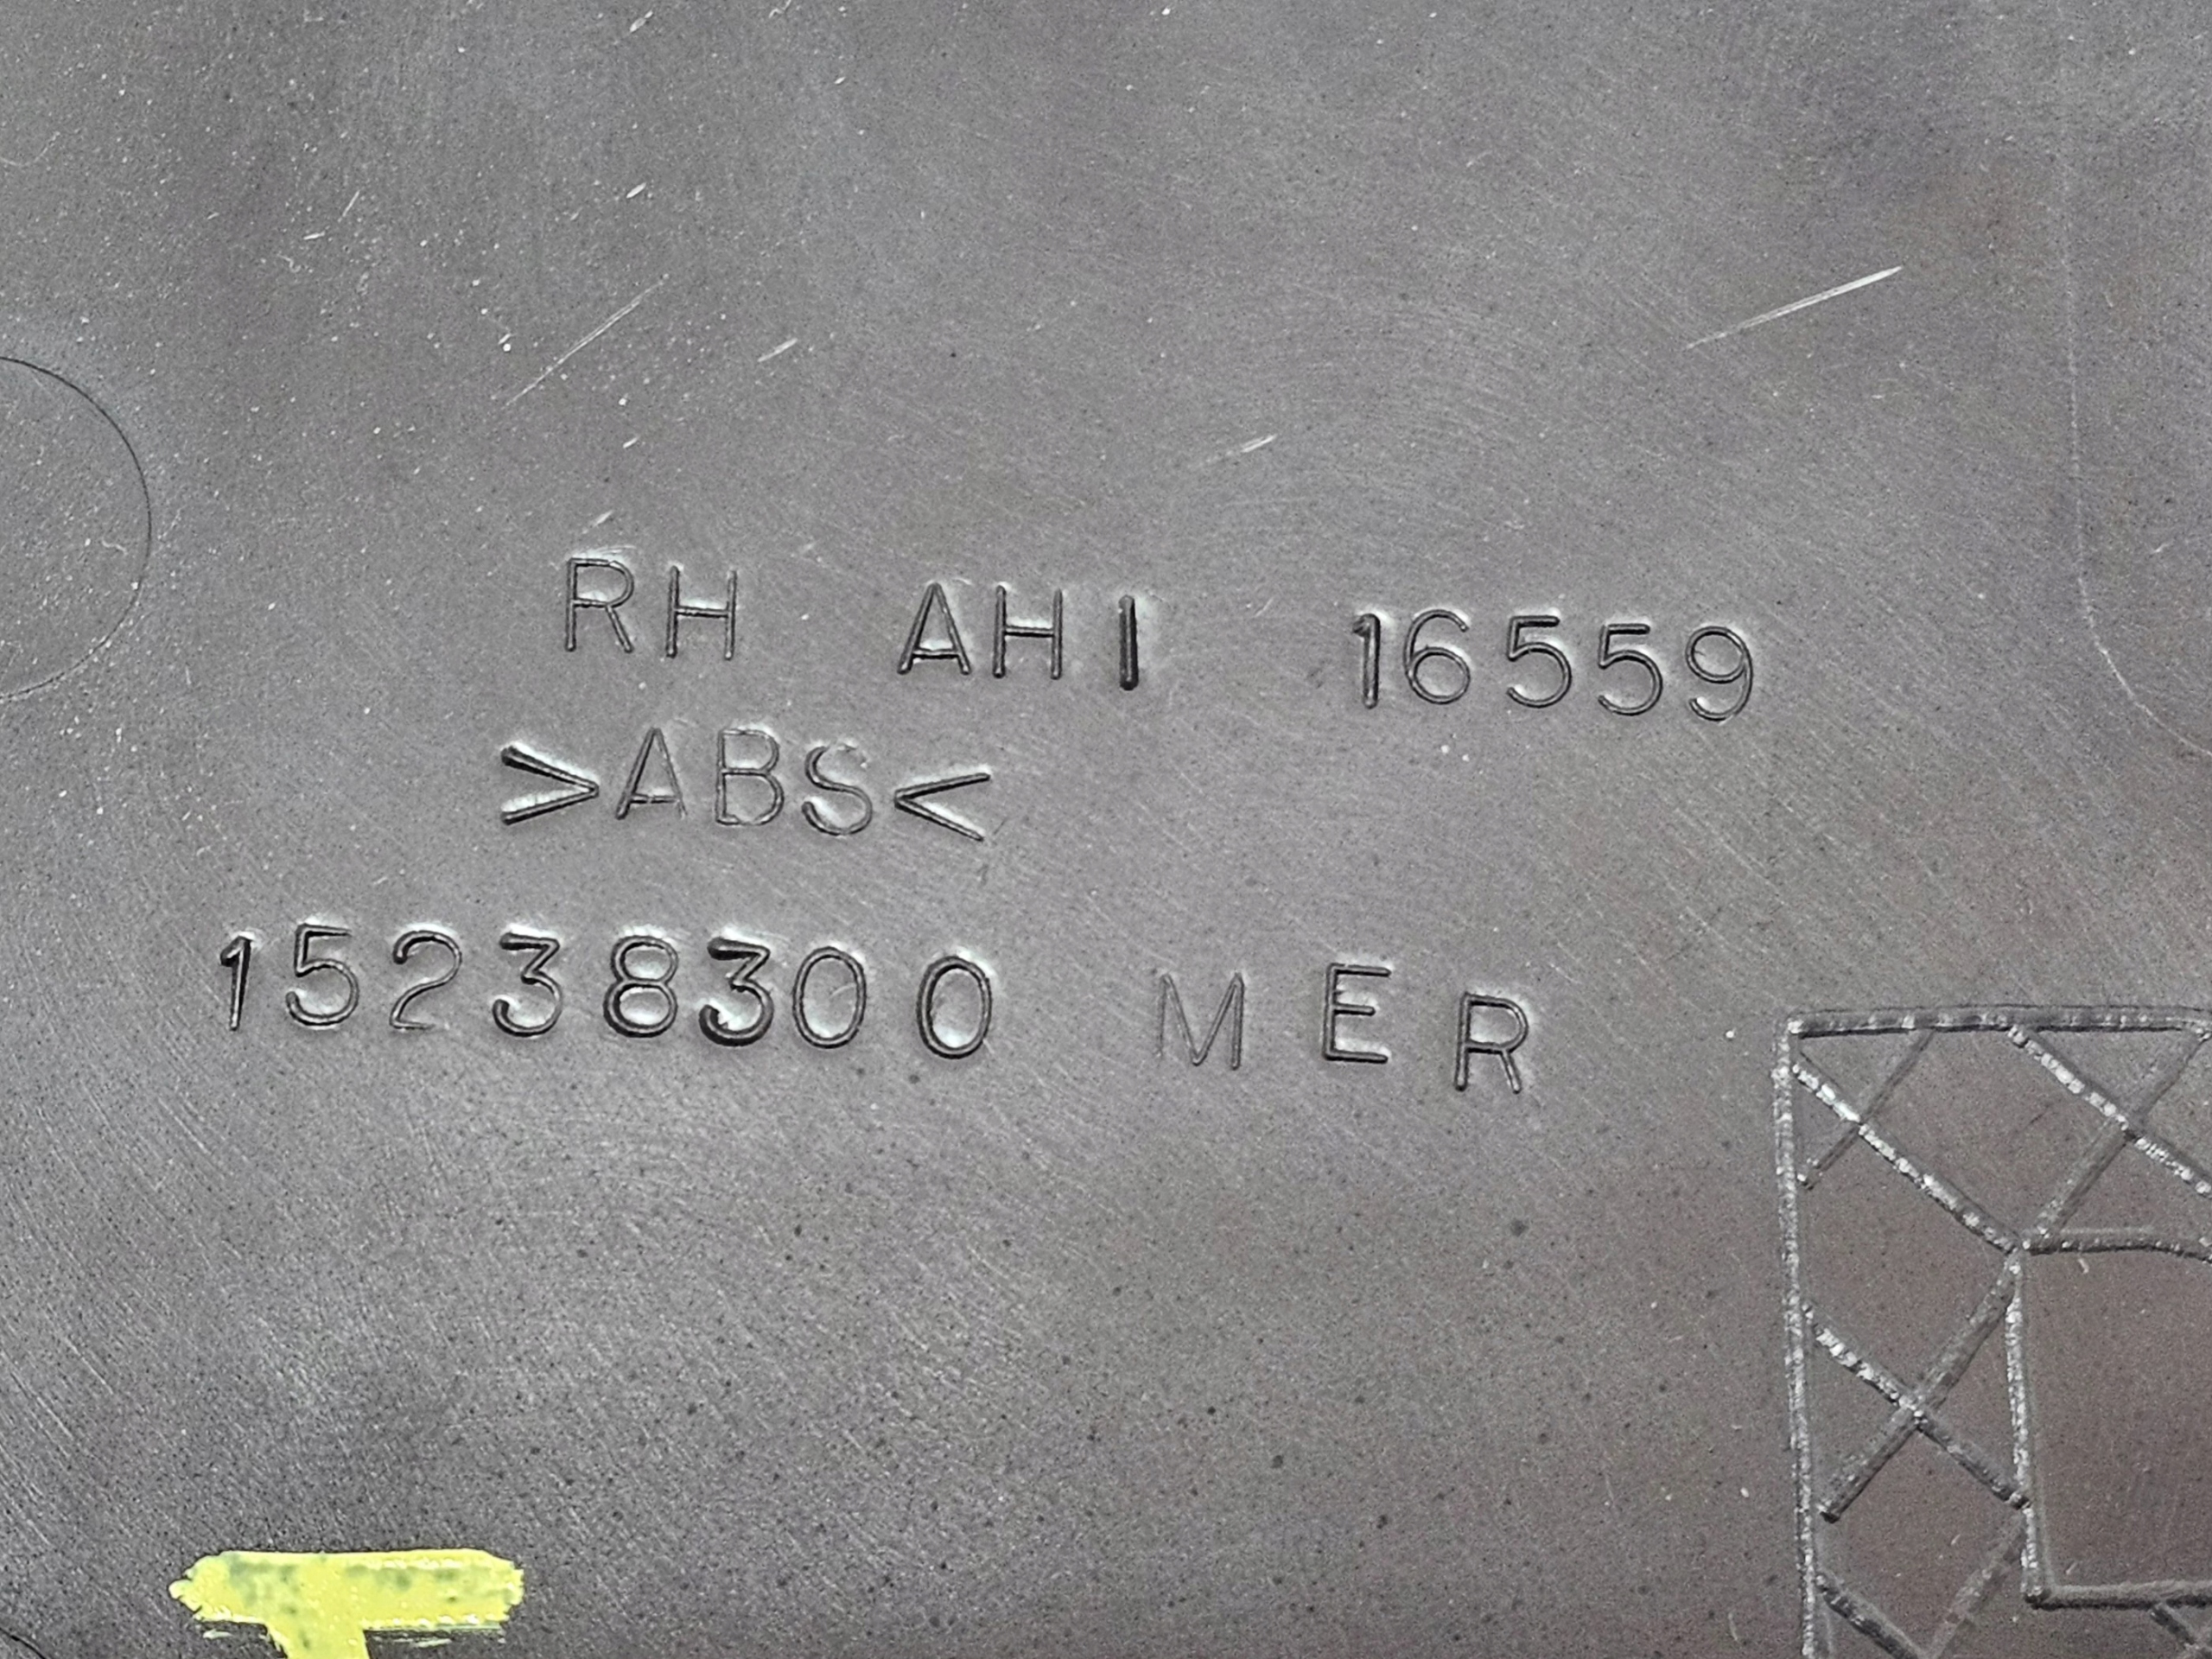 RH AHI 16559
>ABS<
15238300 MER